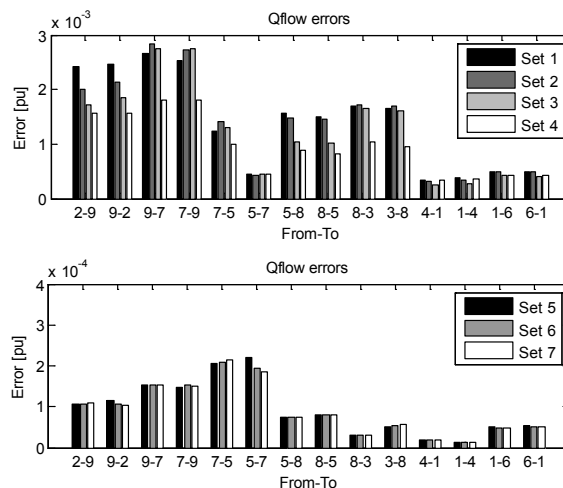 Qflow errors
x 10⁻³
3
2
1
0
Error [pu]
Set 1
Set 2
Set 3
Set 4
2-9 9-2 9-7 7-9 7-5 5-7 5-8 8-5 8-3 3-8 4-1 1-4 1-6 6-1
From-To
Qflow errors
x 10⁻⁴
4
3
2
1
0
Error [pu]
Set 5
Set 6
Set 7
2-9 9-2 9-7 7-9 7-5 5-7 5-8 8-5 8-3 3-8 4-1 1-4 1-6 6-1
From-To